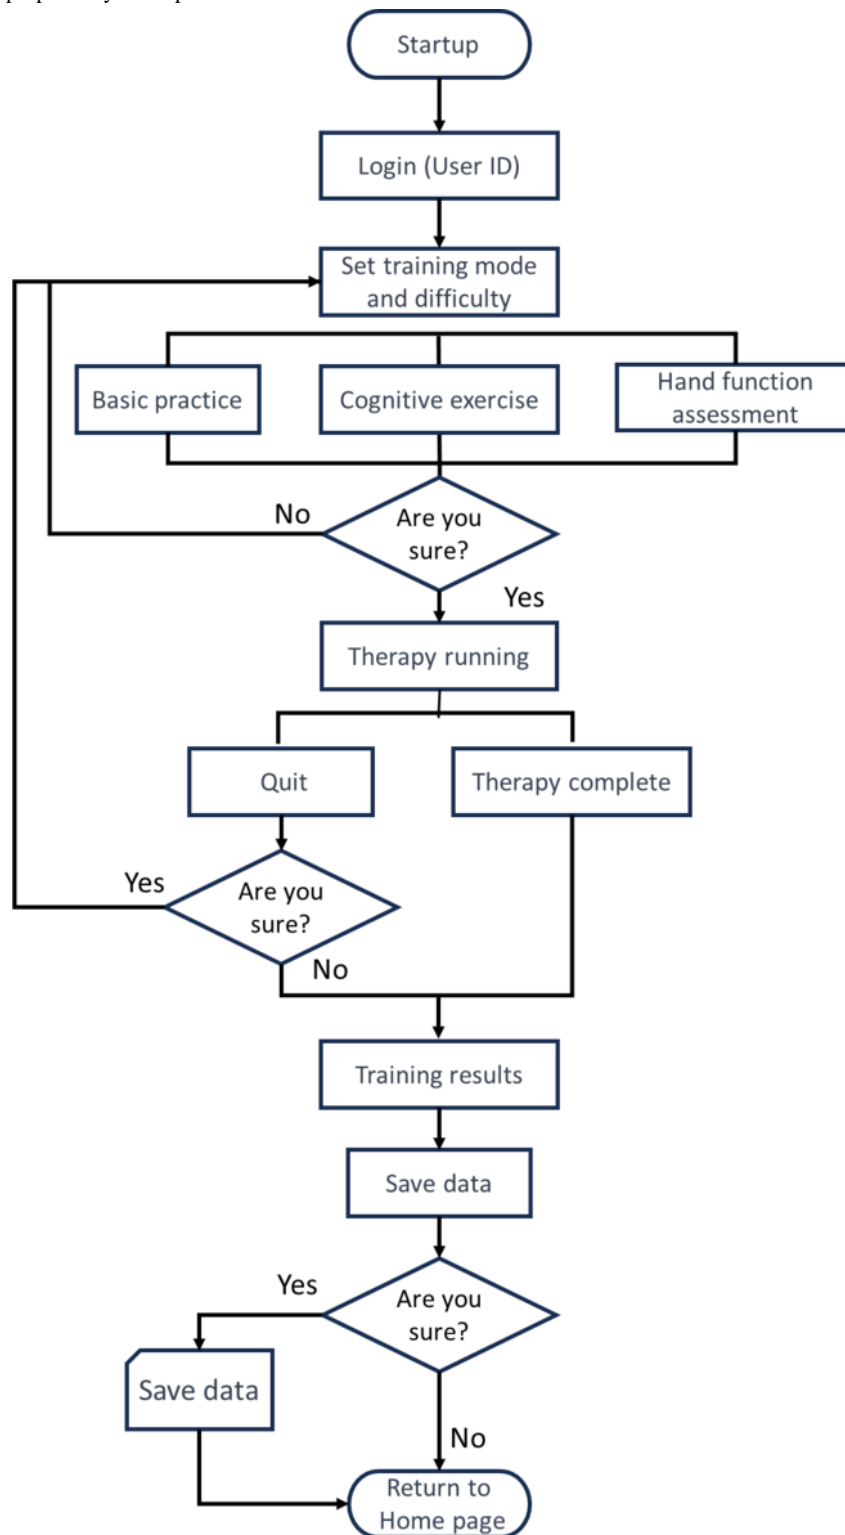 Startup
Login (User ID)
Set training mode
and difficulty
Basic practice
Cognitive exercise
Hand function
assessment
No
Are you
sure?
Yes
Therapy running
Quit
Therapy complete
Yes
Are you
sure?
No
Training results
Save data
Yes
Are you
sure?
Save data
No
Return to
Home page